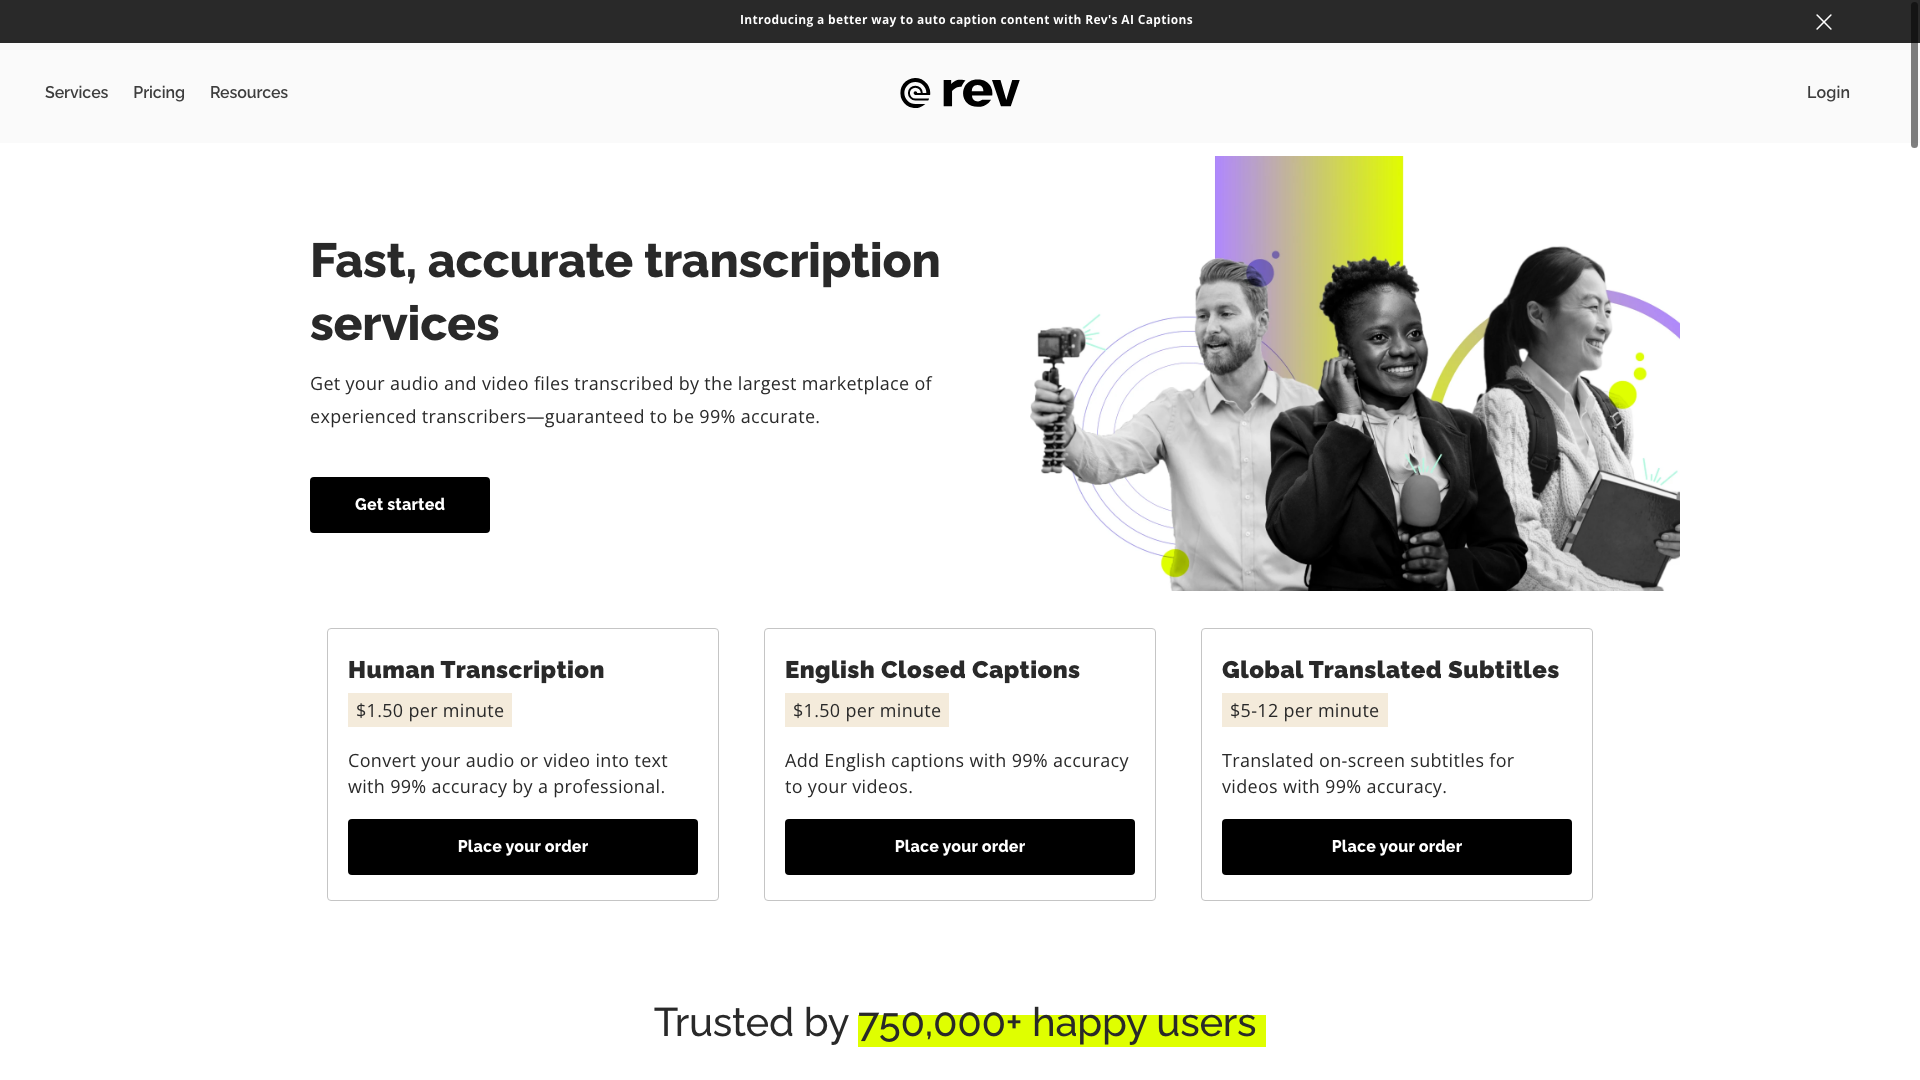 Introducing a better way to auto caption content with Rev's AI Captions
Services
Pricing
Resources
rev
Login
Fast, accurate transcription
services
Get your audio and video files transcribed by the largest marketplace of
experienced transcribers—guaranteed to be 99% accurate.
Get started
Human Transcription
$1.50 per minute
Convert your audio or video into text
with 99% accuracy by a professional.
Place your order
English Closed Captions
$1.50 per minute
Add English captions with 99% accuracy
to your videos.
Place your order
Global Translated Subtitles
$5-12 per minute
Translated on-screen subtitles for
videos with 99% accuracy.
Place your order
Trusted by 750,000+ happy users